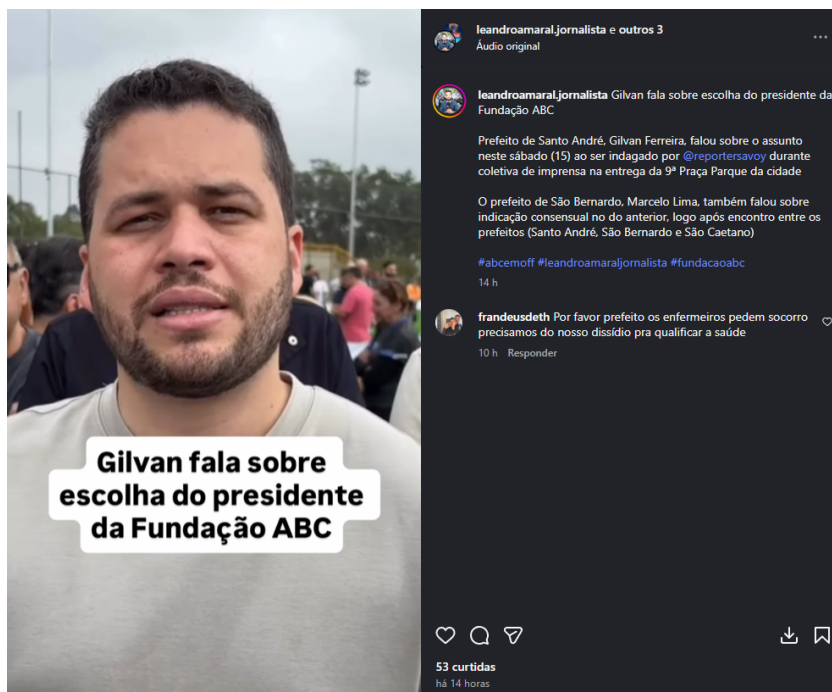 Gilvan fala sobre
escolha do presidente
da Fundação ABC
leandroamaral.jornalista e outros 3
Áudio original
leandroamaral.jornalista Gilvan fala sobre escolha do presidente da
Fundação ABC
Prefeito de Santo André, Gilvan Ferreira, falou sobre o assunto
neste sábado (15) ao ser indagado por @reportersavoy durante
coletiva de imprensa na entrega da 9ª Praça Parque da cidade
O prefeito de São Bernardo, Marcelo Lima, também falou sobre
indicação consensual no do anterior, logo após encontro entre os
prefeitos (Santo André, São Bernardo e São Caetano)
#abcemoff #leandroamaraljornalista #fundacaoabc
14 h
frandeusdeth Por favor prefeito os enfermeiros pedem socorro
precisamos do nosso dissídio pra qualificar a saúde
10 h Responder
53 curtidas
há 14 horas